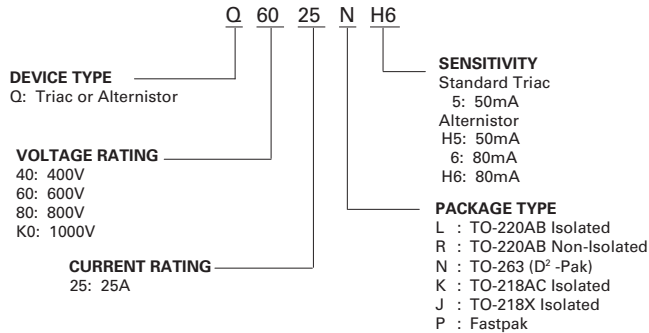 Q 60 25 N H6
DEVICE TYPE
Q: Triac or Alternistor
VOLTAGE RATING
40: 400V
60: 600V
80: 800V
K0: 1000V
CURRENT RATING
25: 25A
SENSITIVITY
Standard Triac
5: 50mA
Alternistor
H5: 50mA
6: 80mA
H6: 80mA
PACKAGE TYPE
L : TO-220AB Isolated
R : TO-220AB Non-Isolated
N : TO-263 (D² -Pak)
K : TO-218AC Isolated
J : TO-218X Isolated
P : Fastpak